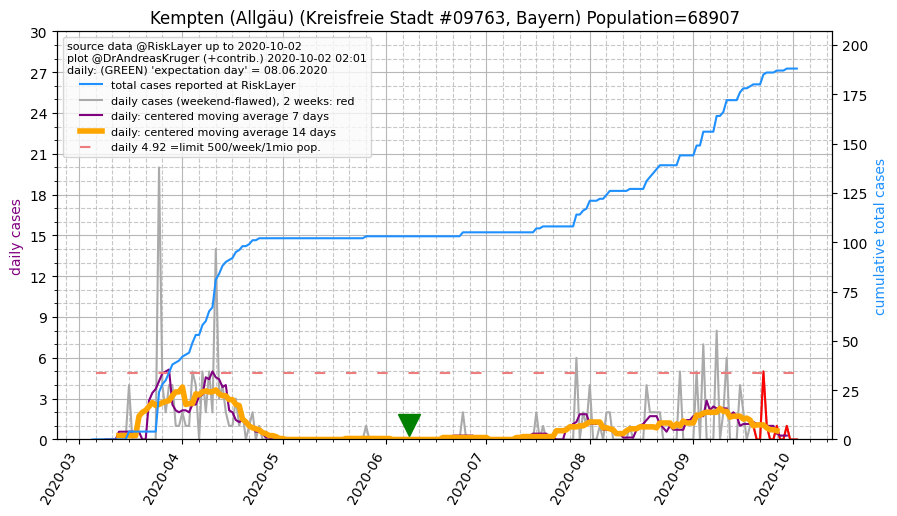 Kempten (Allgäu) (Kreisfreie Stadt #09763, Bayern) Population=68907
source data @RiskLayer up to 2020-10-02
plot @DrAndreasKruger (+contrib.) 2020-10-02 02:01
daily: (GREEN) 'expectation day' = 08.06.2020
total cases reported at RiskLayer
daily cases (weekend-flawed), 2 weeks: red
daily: centered moving average 7 days
daily: centered moving average 14 days
daily 4.92 =limit 500/week/1mio pop.
daily cases
30
27
24
21
18
15
12
9
6
3
0
cumulative total cases
200
175
150
125
100
75
50
25
0
2020-03
2020-04
2020-05
2020-06
2020-07
2020-08
2020-09
2020-10